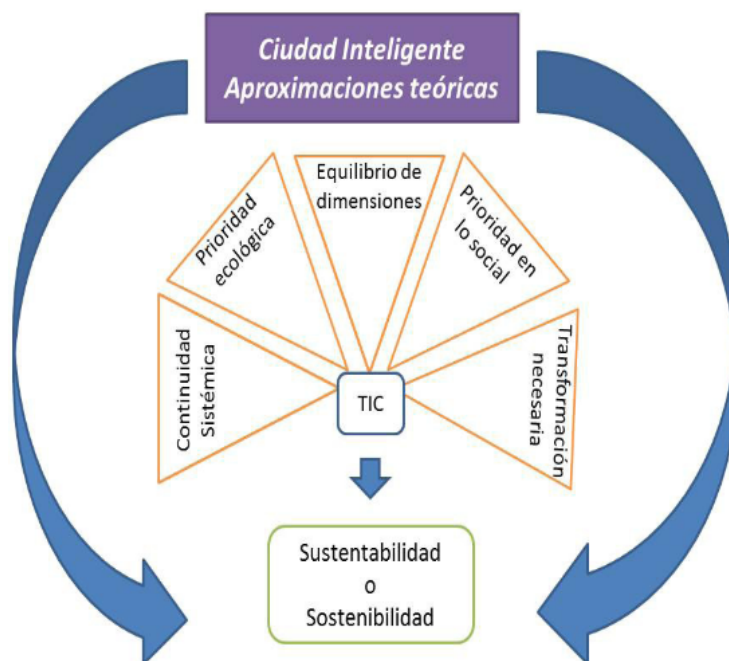 Ciudad Inteligente
Aproximaciones teóricas
Continuidad
Sistémica
Prioridad
ecológica
Equilibrio de
dimensiones
Prioridad en
lo social
Transformación
necesaria
TIC
Sustentabilidad
o
Sostenibilidad